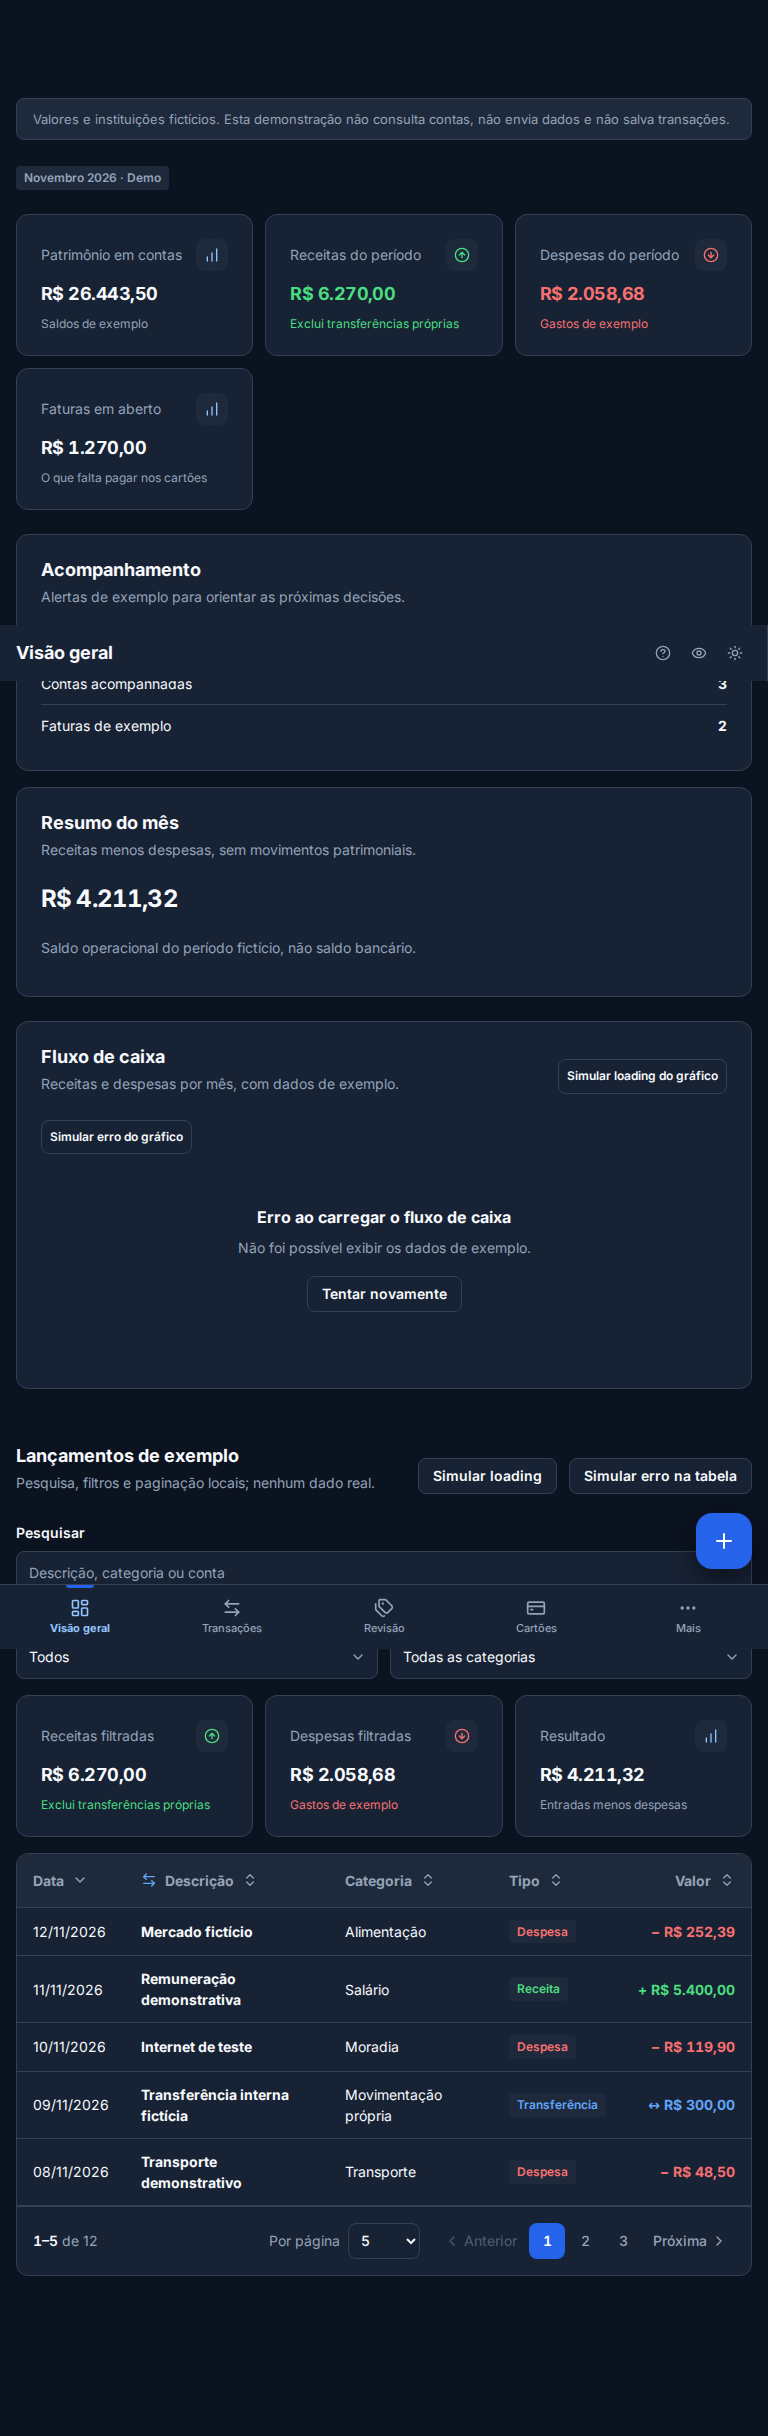 Valores e instituições fictícios. Esta demonstração não consulta contas, não envia dados e não salva transações.
Novembro 2026 · Demo
Patrimônio em contas
R$ 26.443,50
Saldos de exemplo
Receitas do período
R$ 6.270,00
Exclui transferências próprias
Despesas do período
R$ 2.058,68
Gastos de exemplo
Faturas em aberto
R$ 1.270,00
O que falta pagar nos cartões
Acompanhamento
Alertas de exemplo para orientar as próximas decisões.
Visão geral
Contas acompanhadas 3
Faturas de exemplo 2
Resumo do mês
Receitas menos despesas, sem movimentos patrimoniais.
R$ 4.211,32
Saldo operacional do período fictício, não saldo bancário.
Fluxo de caixa
Receitas e despesas por mês, com dados de exemplo.
Simular loading do gráfico
Simular erro do gráfico
Erro ao carregar o fluxo de caixa
Não foi possível exibir os dados de exemplo.
Tentar novamente
Lançamentos de exemplo
Pesquisa, filtros e paginação locais; nenhum dado real.
Simular loading
Simular erro na tabela
Pesquisar
Descrição, categoria ou conta
Visão geral
Transações
Revisão
Cartões
Mais
Todos
Todas as categorias
Receitas filtradas
R$ 6.270,00
Exclui transferências próprias
Despesas filtradas
R$ 2.058,68
Gastos de exemplo
Resultado
R$ 4.211,32
Entradas menos despesas
Data Descrição Categoria Tipo Valor
12/11/2026 Mercado fictício Alimentação Despesa − R$ 252,39
11/11/2026 Remuneração demonstrativa Salário Receita + R$ 5.400,00
10/11/2026 Internet de teste Moradia Despesa − R$ 119,90
09/11/2026 Transferência interna fictícia Movimentação própria Transferência ↔ R$ 300,00
08/11/2026 Transporte demonstrativo Transporte Despesa − R$ 48,50
1–5 de 12
Por página 5
Anterior 1 2 3 Próxima